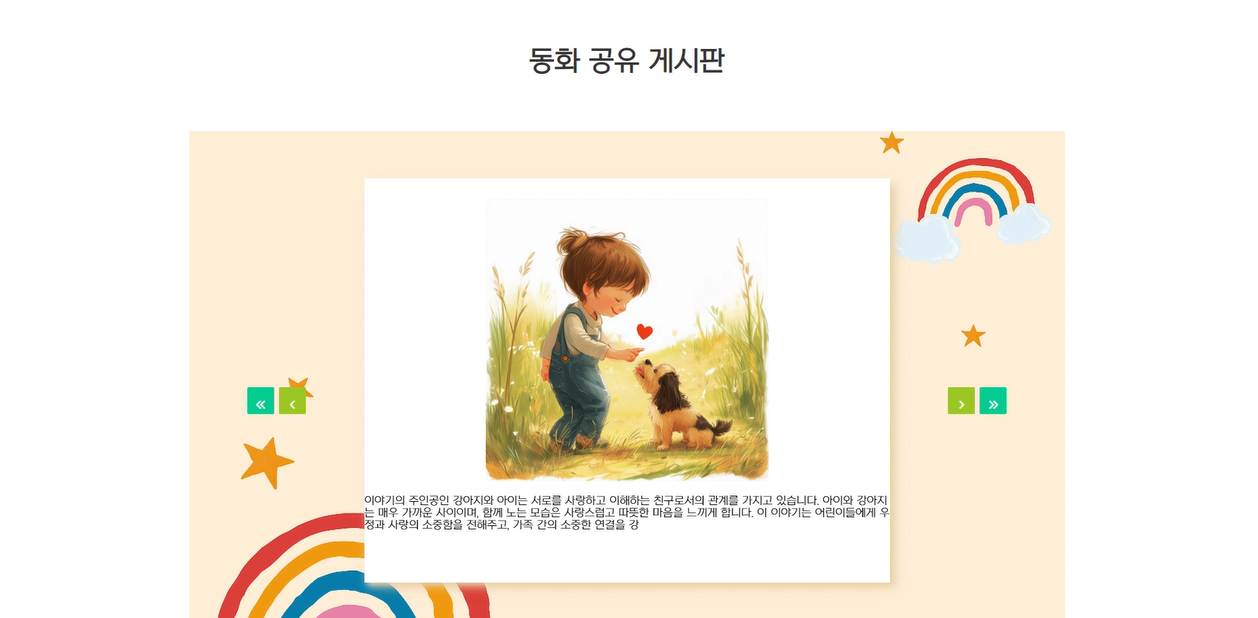 동화 공유 게시판
« ‹
› »
이야기의 주인공인 강아지와 아이는 서로를 사랑하고 이해하는 친구로서의 관계를 가지고 있습니다. 아이와 강아지
는 매우 가까운 사이이며, 함께 노는 모습은 사랑스럽고 따뜻한 마음을 느끼게 합니다. 이 이야기는 어린이들에게 우
정과 사랑의 소중함을 전해주고, 가족 간의 소중한 연결을 강